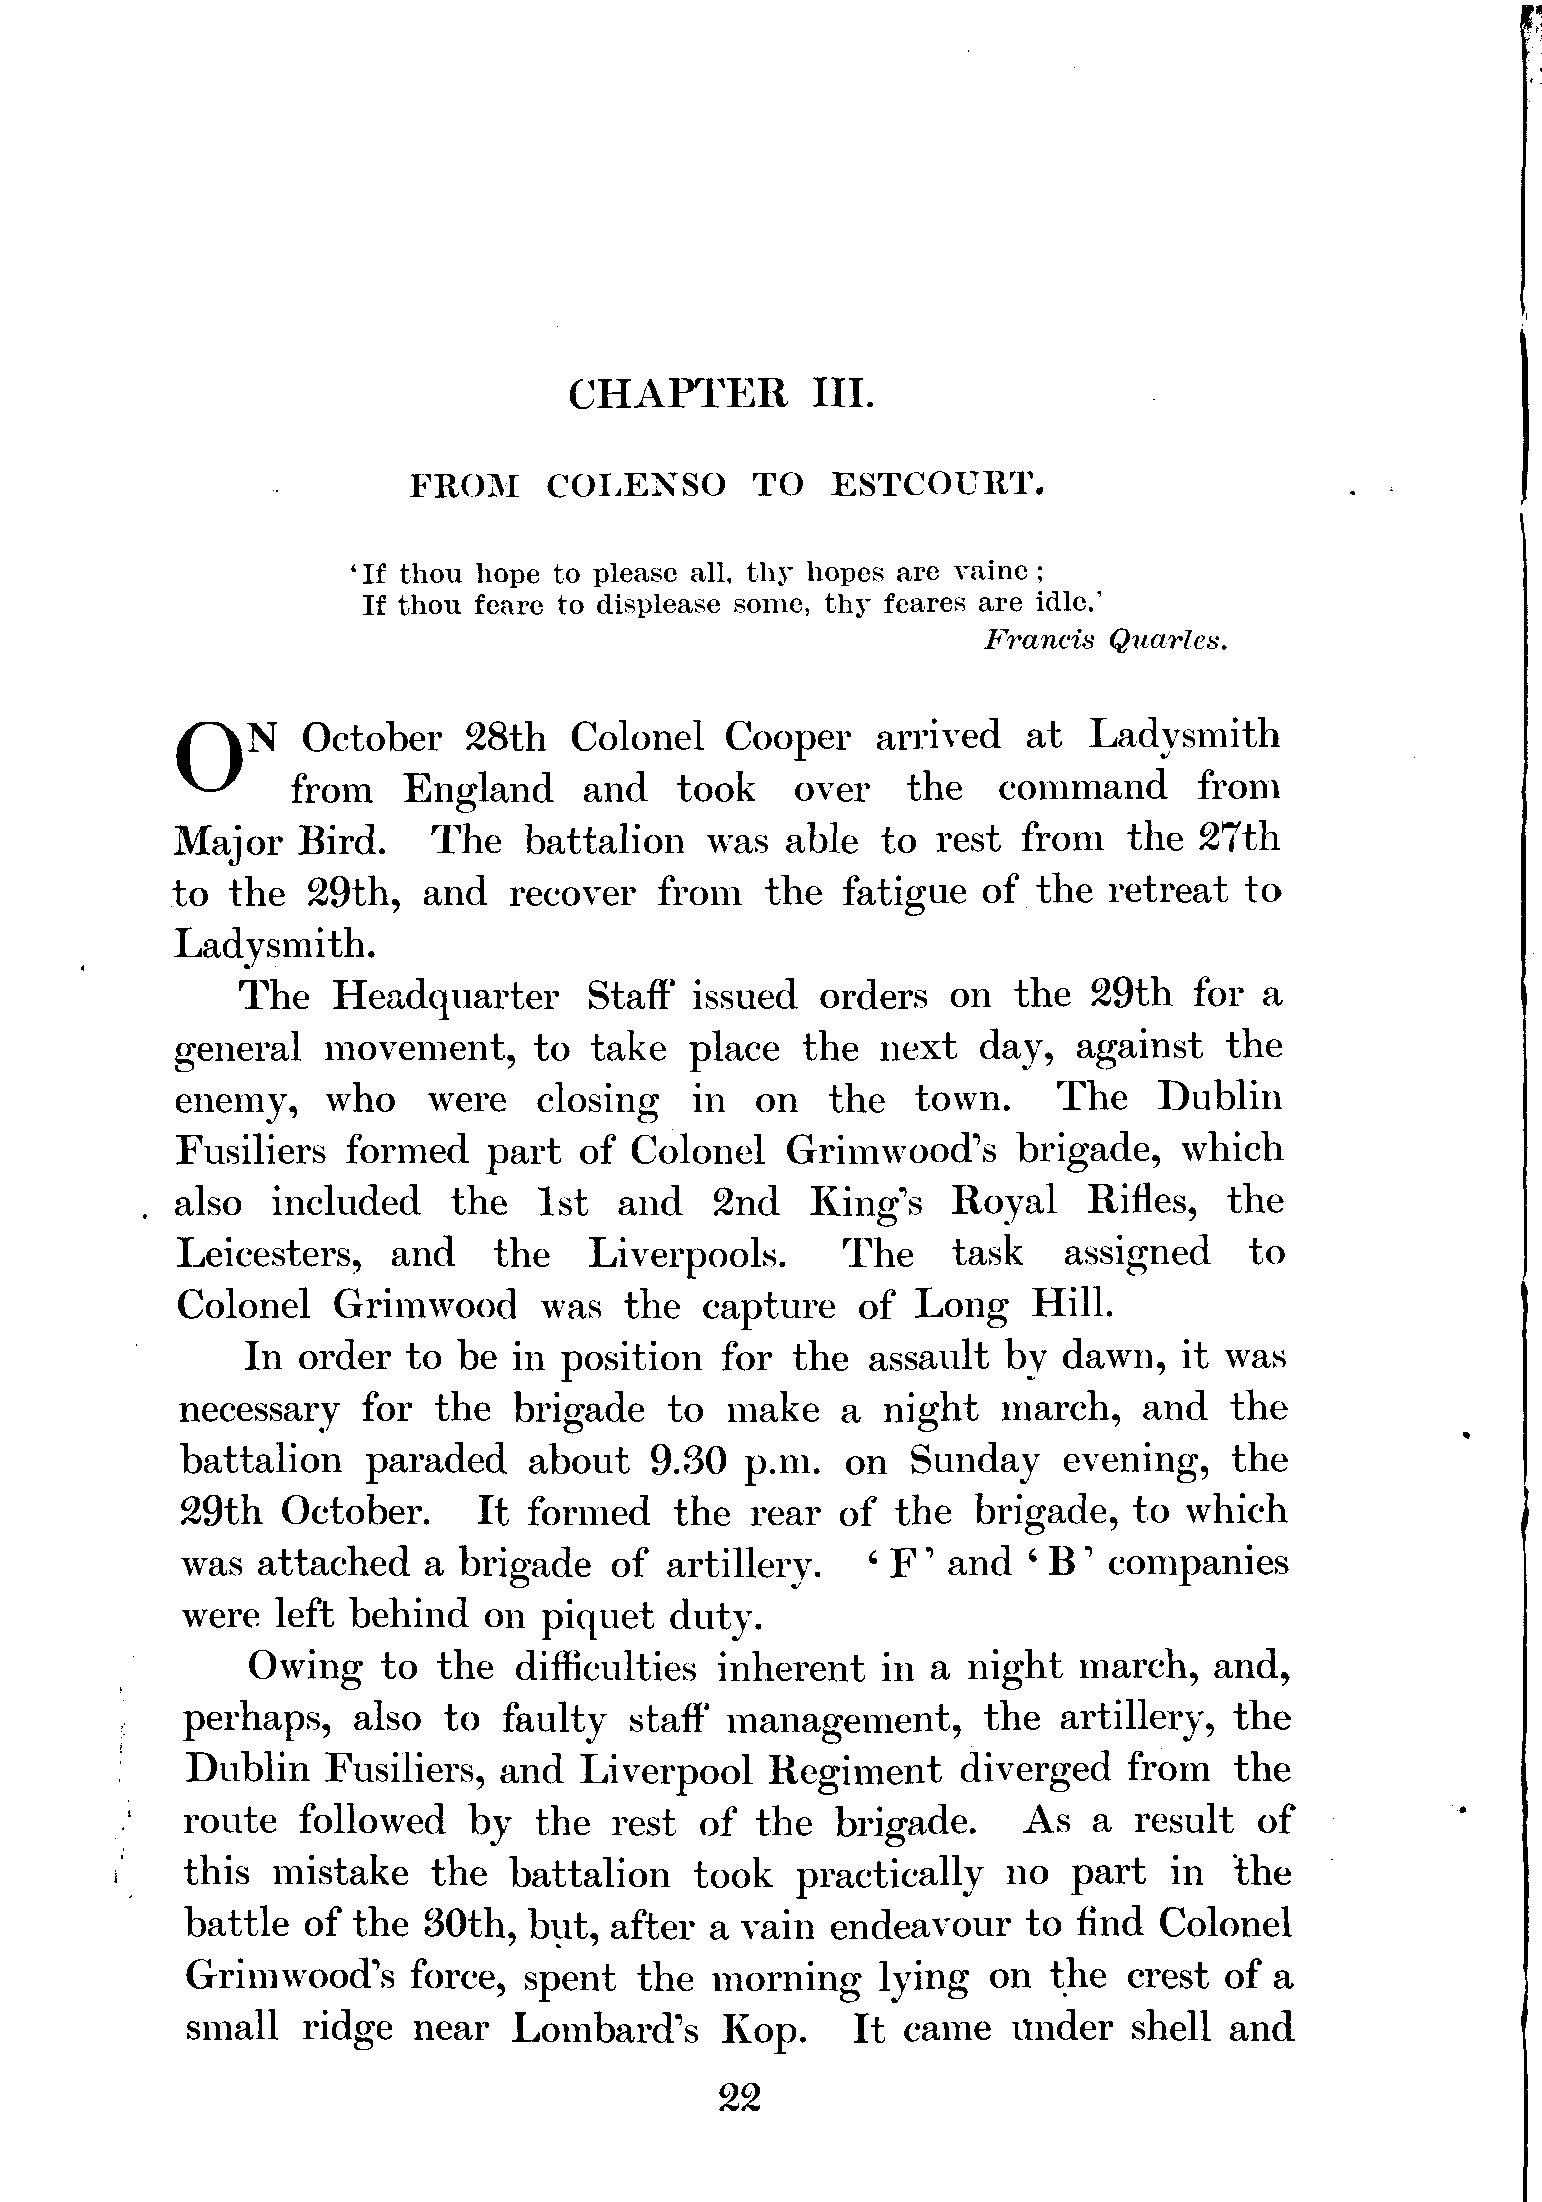 CHAPTER III.
FROM COLENSO TO ESTCOURT.
‘If thou hope to please all, thy hopes are vaine;
If thou feare to displease some, thy feares are idle.’
Francis Quarles.
ON October 28th Colonel Cooper arrived at Ladysmith
from England and took over the command from
Major Bird. The battalion was able to rest from the 27th
to the 29th, and recover from the fatigue of the retreat to
Ladysmith.
The Headquarter Staff issued orders on the 29th for a
general movement, to take place the next day, against the
enemy, who were closing in on the town. The Dublin
Fusiliers formed part of Colonel Grimwood's brigade, which
also included the 1st and 2nd King's Royal Rifles, the
Leicesters, and the Liverpools. The task assigned to
Colonel Grimwood was the capture of Long Hill.
In order to be in position for the assault by dawn, it was
necessary for the brigade to make a night march, and the
battalion paraded about 9.30 p.m. on Sunday evening, the
29th October. It formed the rear of the brigade, to which
was attached a brigade of artillery. ‘F’ and ‘B’ companies
were left behind on piquet duty.
Owing to the difficulties inherent in a night march, and,
perhaps, also to faulty staff management, the artillery, the
Dublin Fusiliers, and Liverpool Regiment diverged from the
route followed by the rest of the brigade. As a result of
this mistake the battalion took practically no part in the
battle of the 30th, but, after a vain endeavour to find Colonel
Grimwood's force, spent the morning lying on the crest of a
small ridge near Lombard's Kop. It came under shell and
22